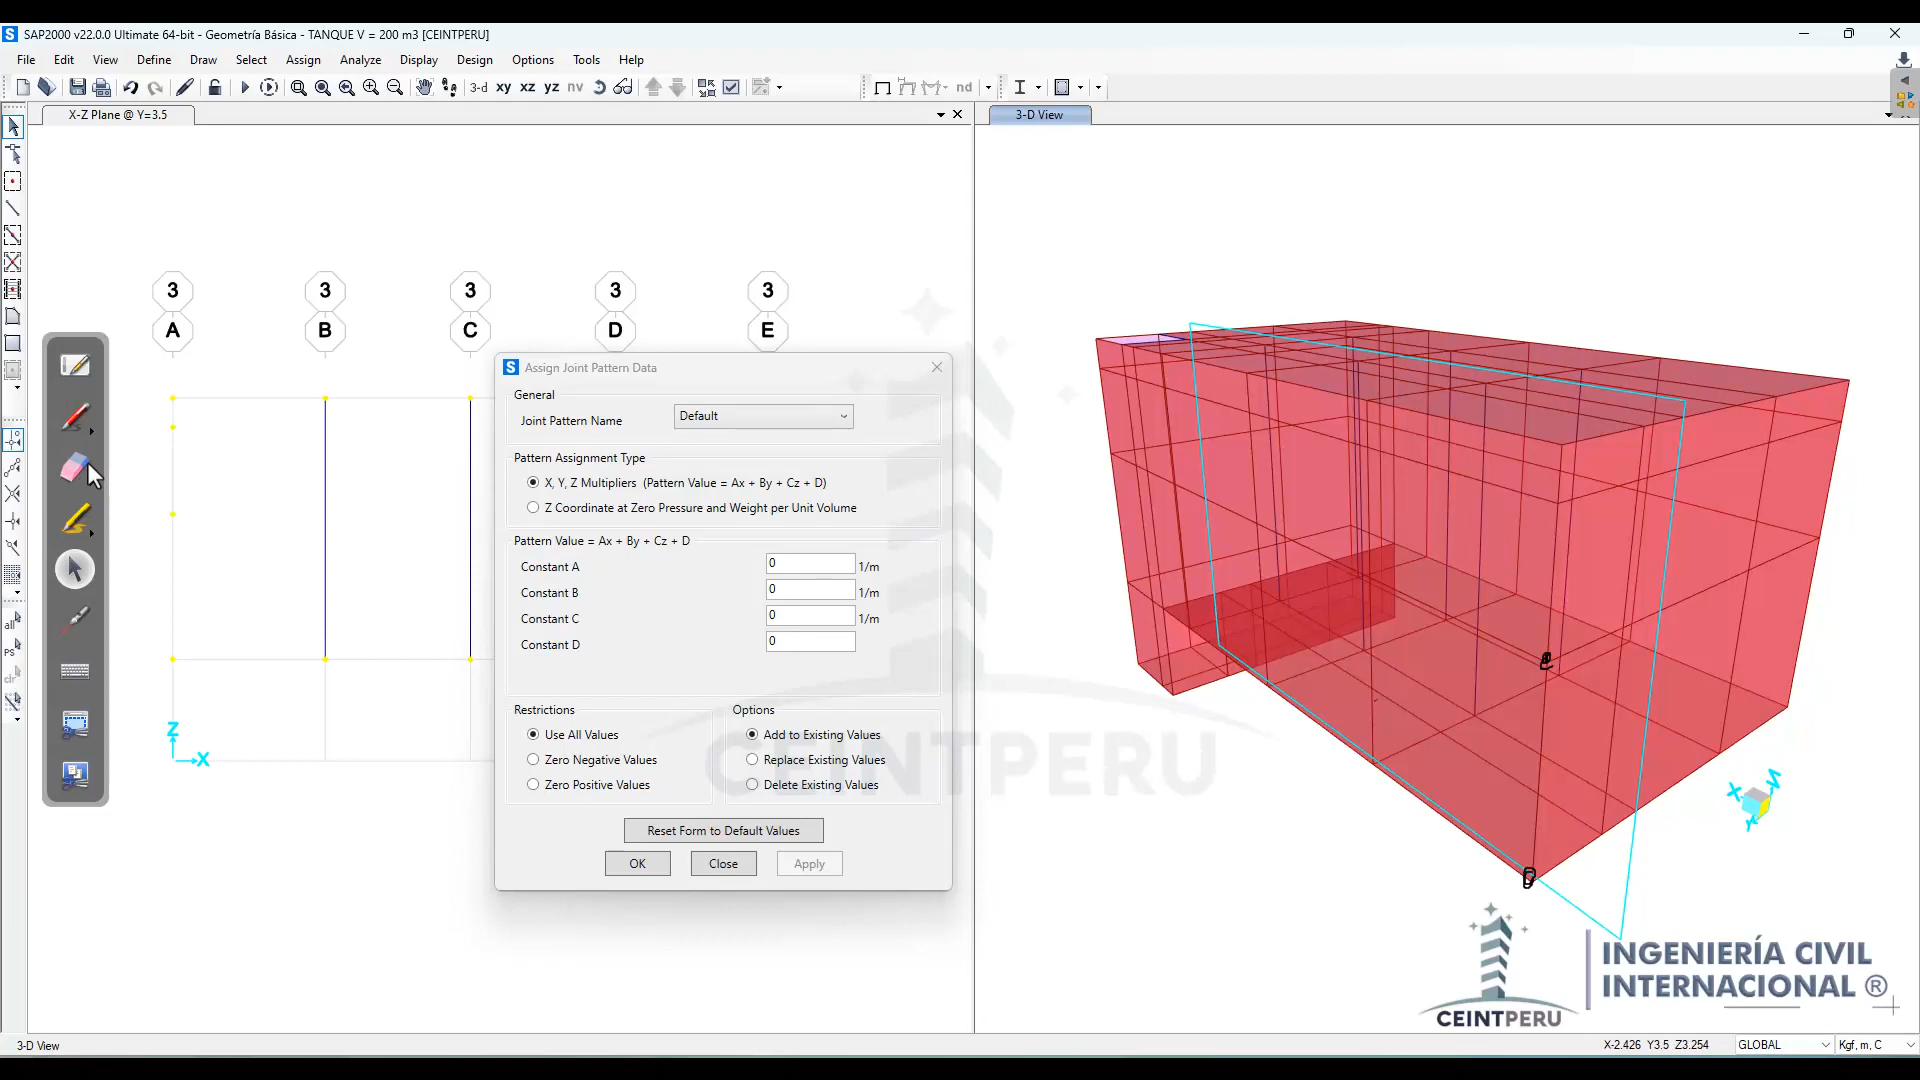 SAP2000 v22.0.0 Ultimate 64-bit - Geometría Básica - TANQUE V = 200 m3 [CEINTPERU]
File Edit View Define Draw Select Assign Analyze Display Design Options Tools Help
3-d xy xz yz nv nd
X-Z Plane @ Y=3.5
3-D View
3 3 3 3 3
A B C D E
Assign Joint Pattern Data
General
Joint Pattern Name Default
Pattern Assignment Type
X, Y, Z Multipliers (Pattern Value = Ax + By + Cz + D)
Z Coordinate at Zero Pressure and Weight per Unit Volume
Pattern Value = Ax + By + Cz + D
Constant A 0 1/m
Constant B 0 1/m
Constant C 0 1/m
Constant D 0
Restrictions
Use All Values
Zero Negative Values
Zero Positive Values
Options
Add to Existing Values
Replace Existing Values
Delete Existing Values
Reset Form to Default Values
OK Close Apply
all
PS
clr
Z
X
X
Z
Y
CEINTPERU
INGENIERÍA CIVIL
INTERNACIONAL ®
CEINTPERU
3-D View
X-2.426 Y3.5 Z3.254 GLOBAL Kgf, m, C